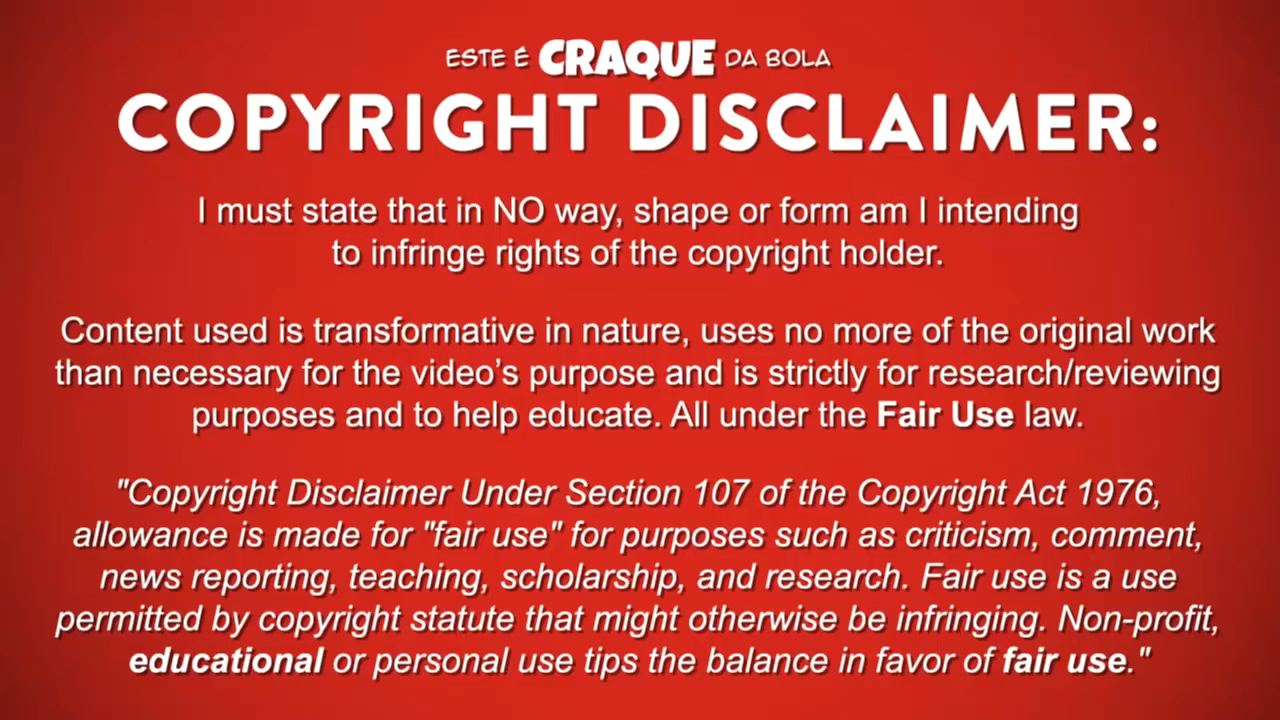 ESTE É CRAQUE DA BOLA
COPYRIGHT DISCLAIMER:
I must state that in NO way, shape or form am I intending
to infringe rights of the copyright holder.
Content used is transformative in nature, uses no more of the original work
than necessary for the video’s purpose and is strictly for research/reviewing
purposes and to help educate. All under the Fair Use law.
"Copyright Disclaimer Under Section 107 of the Copyright Act 1976,
allowance is made for "fair use" for purposes such as criticism, comment,
news reporting, teaching, scholarship, and research. Fair use is a use
permitted by copyright statute that might otherwise be infringing. Non-profit,
educational or personal use tips the balance in favor of fair use."